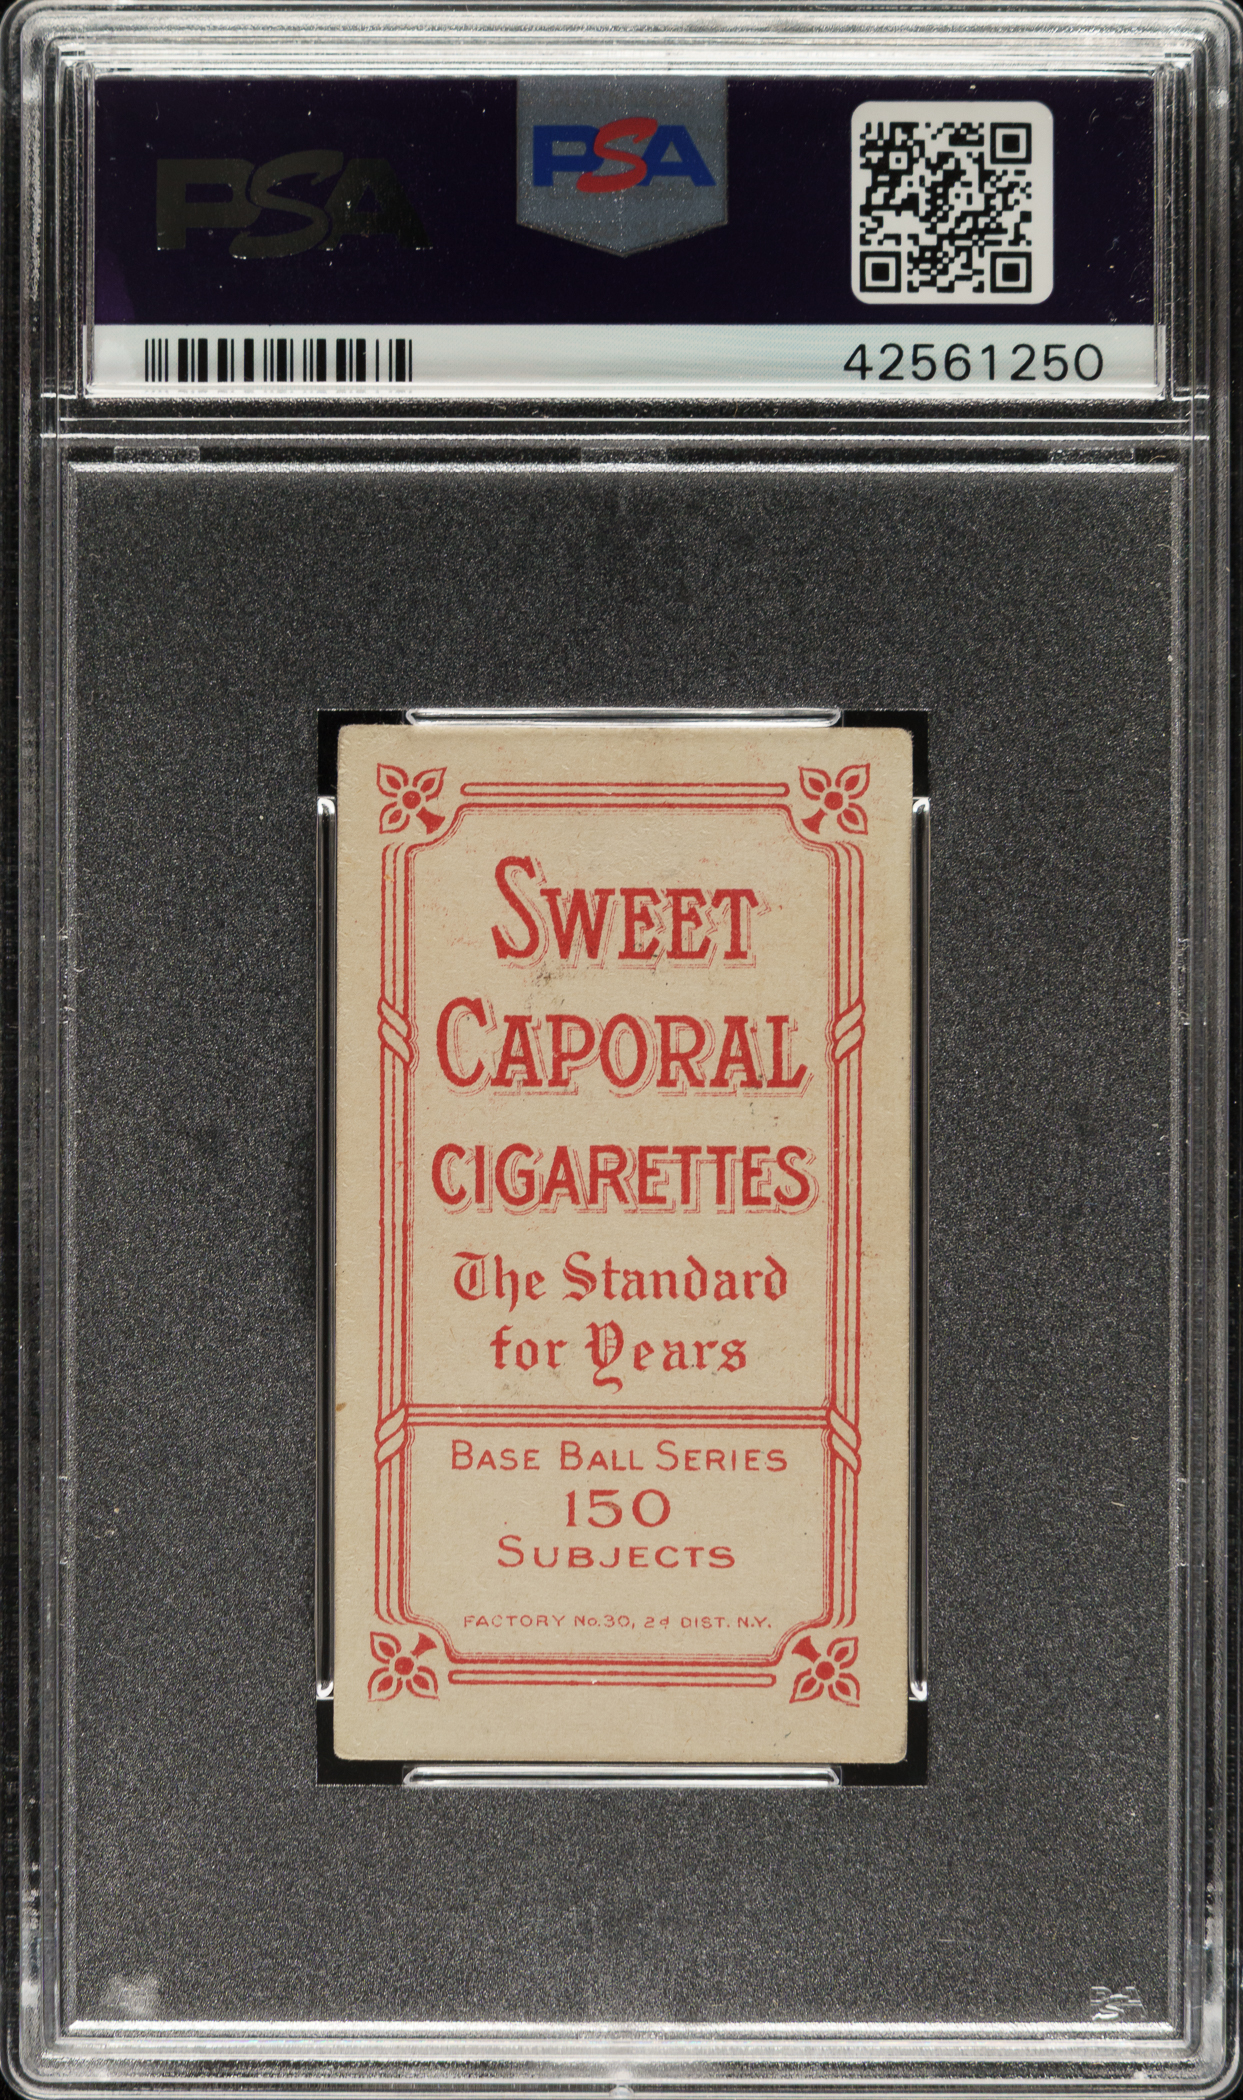 PSA
PSA
42561250
SWEET
CAPORAL
CIGARETTES
The Standard
for Years
BASE BALL SERIES
150
SUBJECTS
FACTORY No. 30, 2d DIST. N.Y.